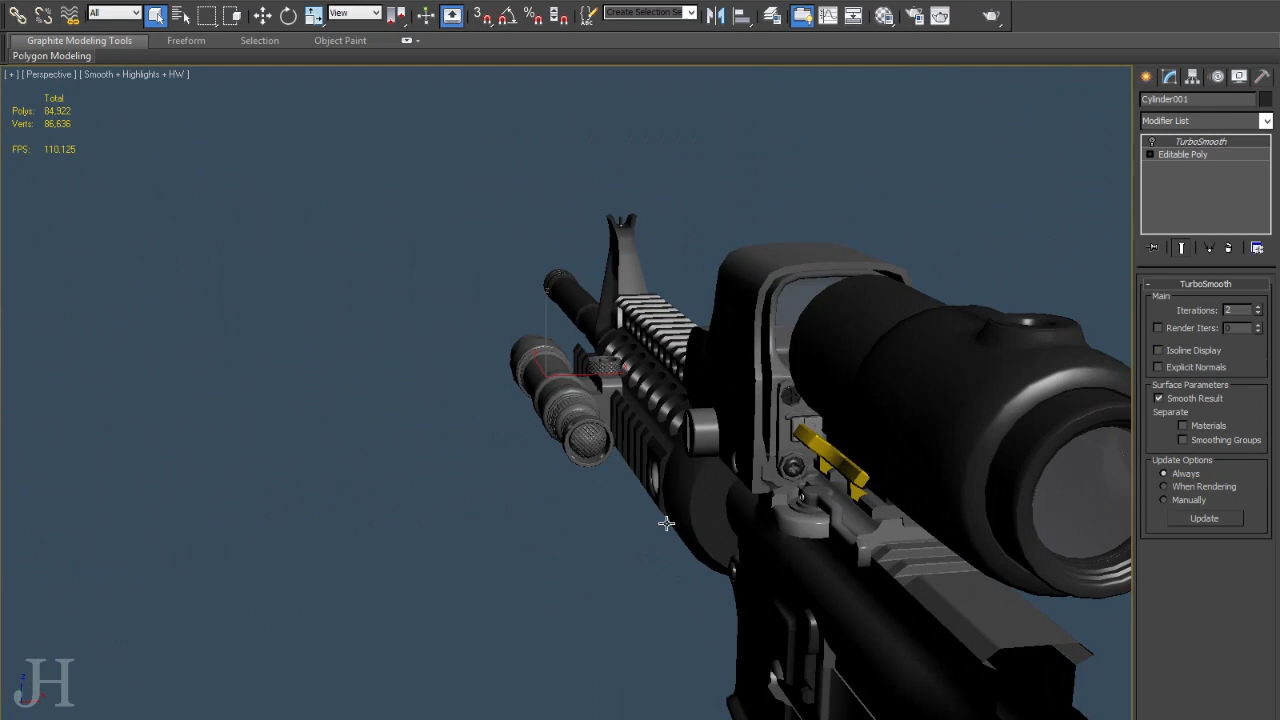 All
View
3
Create Selection Se
Graphite Modeling Tools
Freeform
Selection
Object Paint
Polygon Modeling
[ + ] [ Perspective ] [ Smooth + Highlights + HW ]
Total
Polys: 84,922
Verts: 86,636
FPS: 110.125
Cylinder001
Modifier List
TurboSmooth
Editable Poly
- TurboSmooth
Main
Iterations: 2
Render Iters: 0
Isoline Display
Explicit Normals
Surface Parameters
Smooth Result
Separate
Materials
Smoothing Groups
Update Options
Always
When Rendering
Manually
Update
JH
z